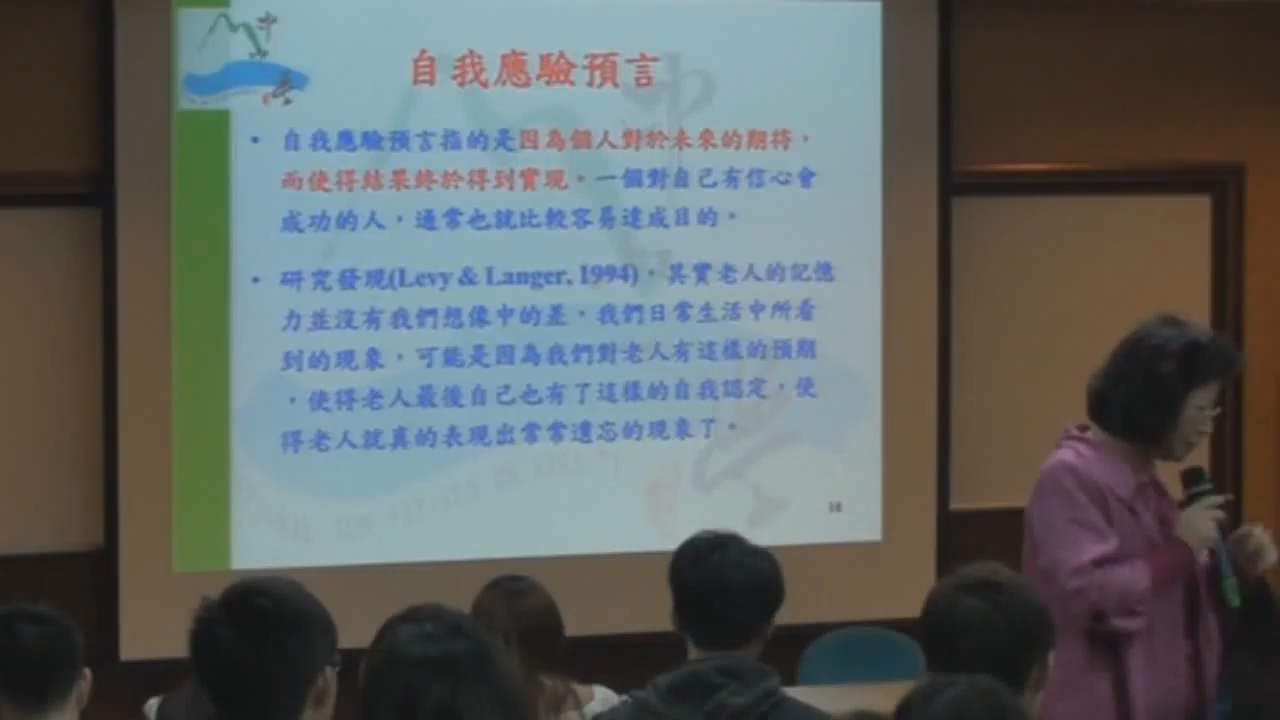 自我應驗預言
• 自我應驗預言指的是因為個人對於未來的期待，
而使得結果終於得到實現。一個對自己有信心會
成功的人，通常也就比較容易達成目的。
• 研究發現(Levy & Langer, 1994)，其實老人的記憶
力並沒有我們想像中的差，我們日常生活中所看
到的現象，可能是因為我們對老人有這樣的預期
，使得老人最後自己也有了這樣的自我認定，使
得老人就真的表現出常常遺忘的現象了。